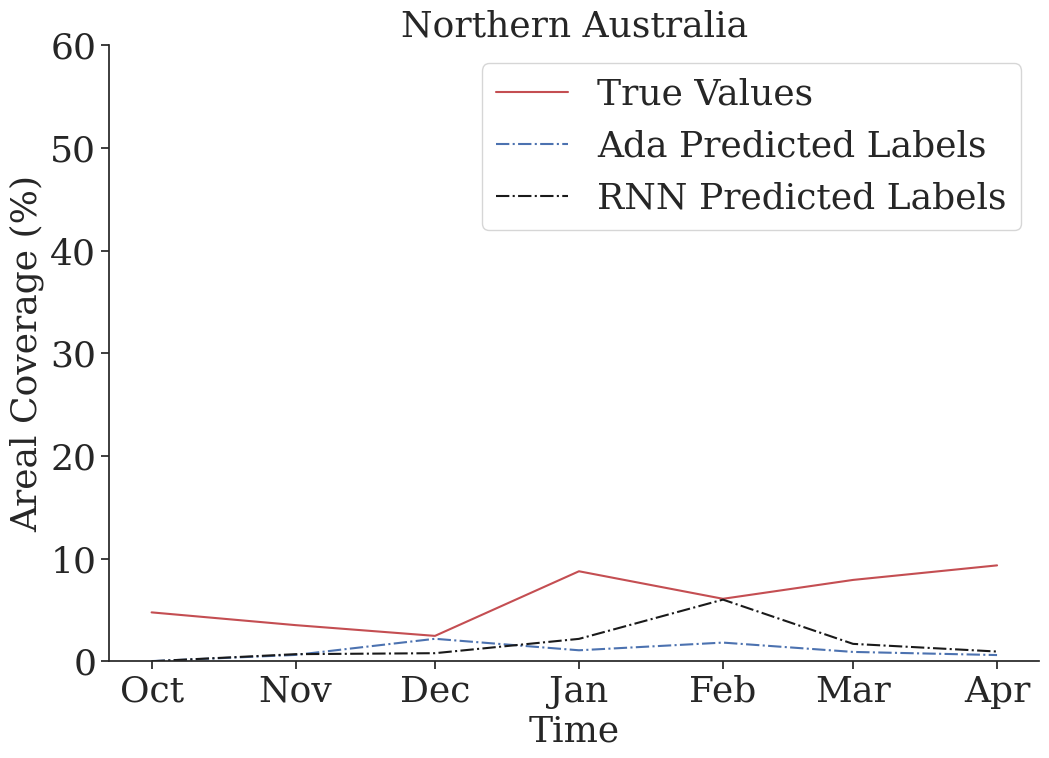 Northern Australia
60
50
40
30
20
10
0
Areal Coverage (%)
True Values
Ada Predicted Labels
RNN Predicted Labels
Oct Nov Dec Jan Feb Mar Apr
Time